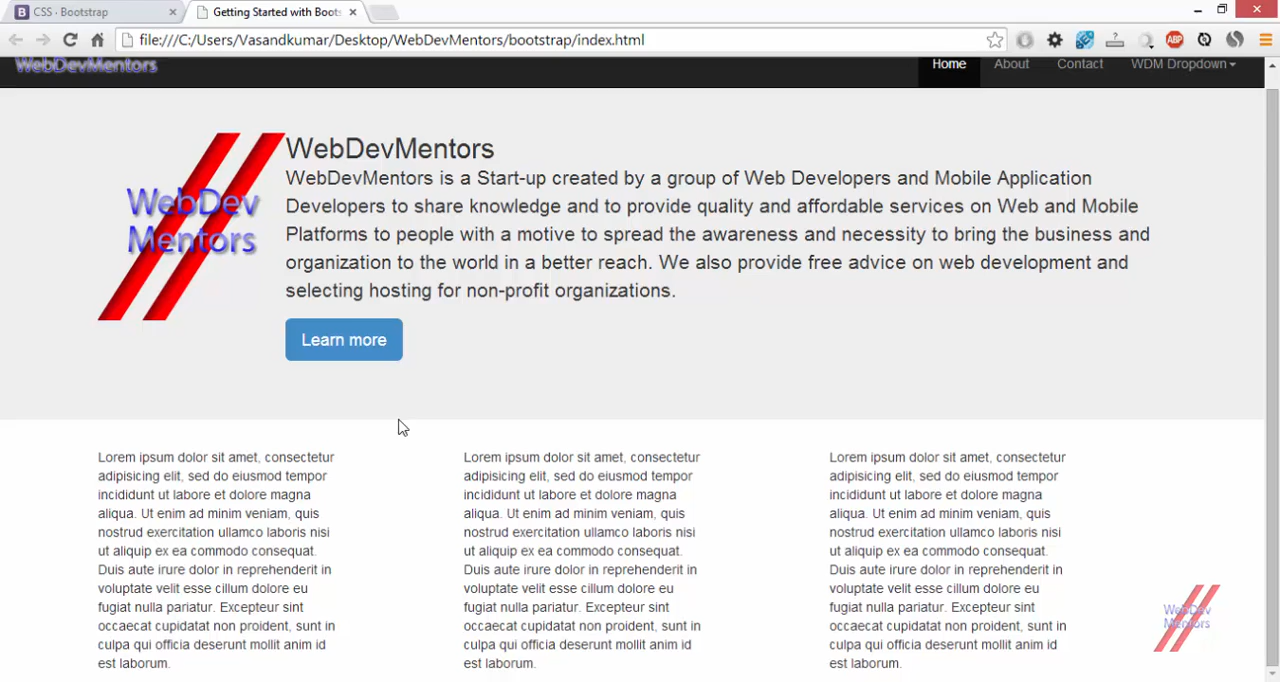 CSS · Bootstrap
Getting Started with Boots
file:///C:/Users/Vasandkumar/Desktop/WebDevMentors/bootstrap/index.html
ABP
WebDevMentors
Home About Contact WDM Dropdown
WebDev
Mentors
WebDevMentors
WebDevMentors is a Start-up created by a group of Web Developers and Mobile Application
Developers to share knowledge and to provide quality and affordable services on Web and Mobile
Platforms to people with a motive to spread the awareness and necessity to bring the business and
organization to the world in a better reach. We also provide free advice on web development and
selecting hosting for non-profit organizations.
Learn more
Lorem ipsum dolor sit amet, consectetur
adipisicing elit, sed do eiusmod tempor
incididunt ut labore et dolore magna
aliqua. Ut enim ad minim veniam, quis
nostrud exercitation ullamco laboris nisi
ut aliquip ex ea commodo consequat.
Duis aute irure dolor in reprehenderit in
voluptate velit esse cillum dolore eu
fugiat nulla pariatur. Excepteur sint
occaecat cupidatat non proident, sunt in
culpa qui officia deserunt mollit anim id
est laborum.
Lorem ipsum dolor sit amet, consectetur
adipisicing elit, sed do eiusmod tempor
incididunt ut labore et dolore magna
aliqua. Ut enim ad minim veniam, quis
nostrud exercitation ullamco laboris nisi
ut aliquip ex ea commodo consequat.
Duis aute irure dolor in reprehenderit in
voluptate velit esse cillum dolore eu
fugiat nulla pariatur. Excepteur sint
occaecat cupidatat non proident, sunt in
culpa qui officia deserunt mollit anim id
est laborum.
Lorem ipsum dolor sit amet, consectetur
adipisicing elit, sed do eiusmod tempor
incididunt ut labore et dolore magna
aliqua. Ut enim ad minim veniam, quis
nostrud exercitation ullamco laboris nisi
ut aliquip ex ea commodo consequat.
Duis aute irure dolor in reprehenderit in
voluptate velit esse cillum dolore eu
fugiat nulla pariatur. Excepteur sint
occaecat cupidatat non proident, sunt in
culpa qui officia deserunt mollit anim id
est laborum.
WebDev
Mentors